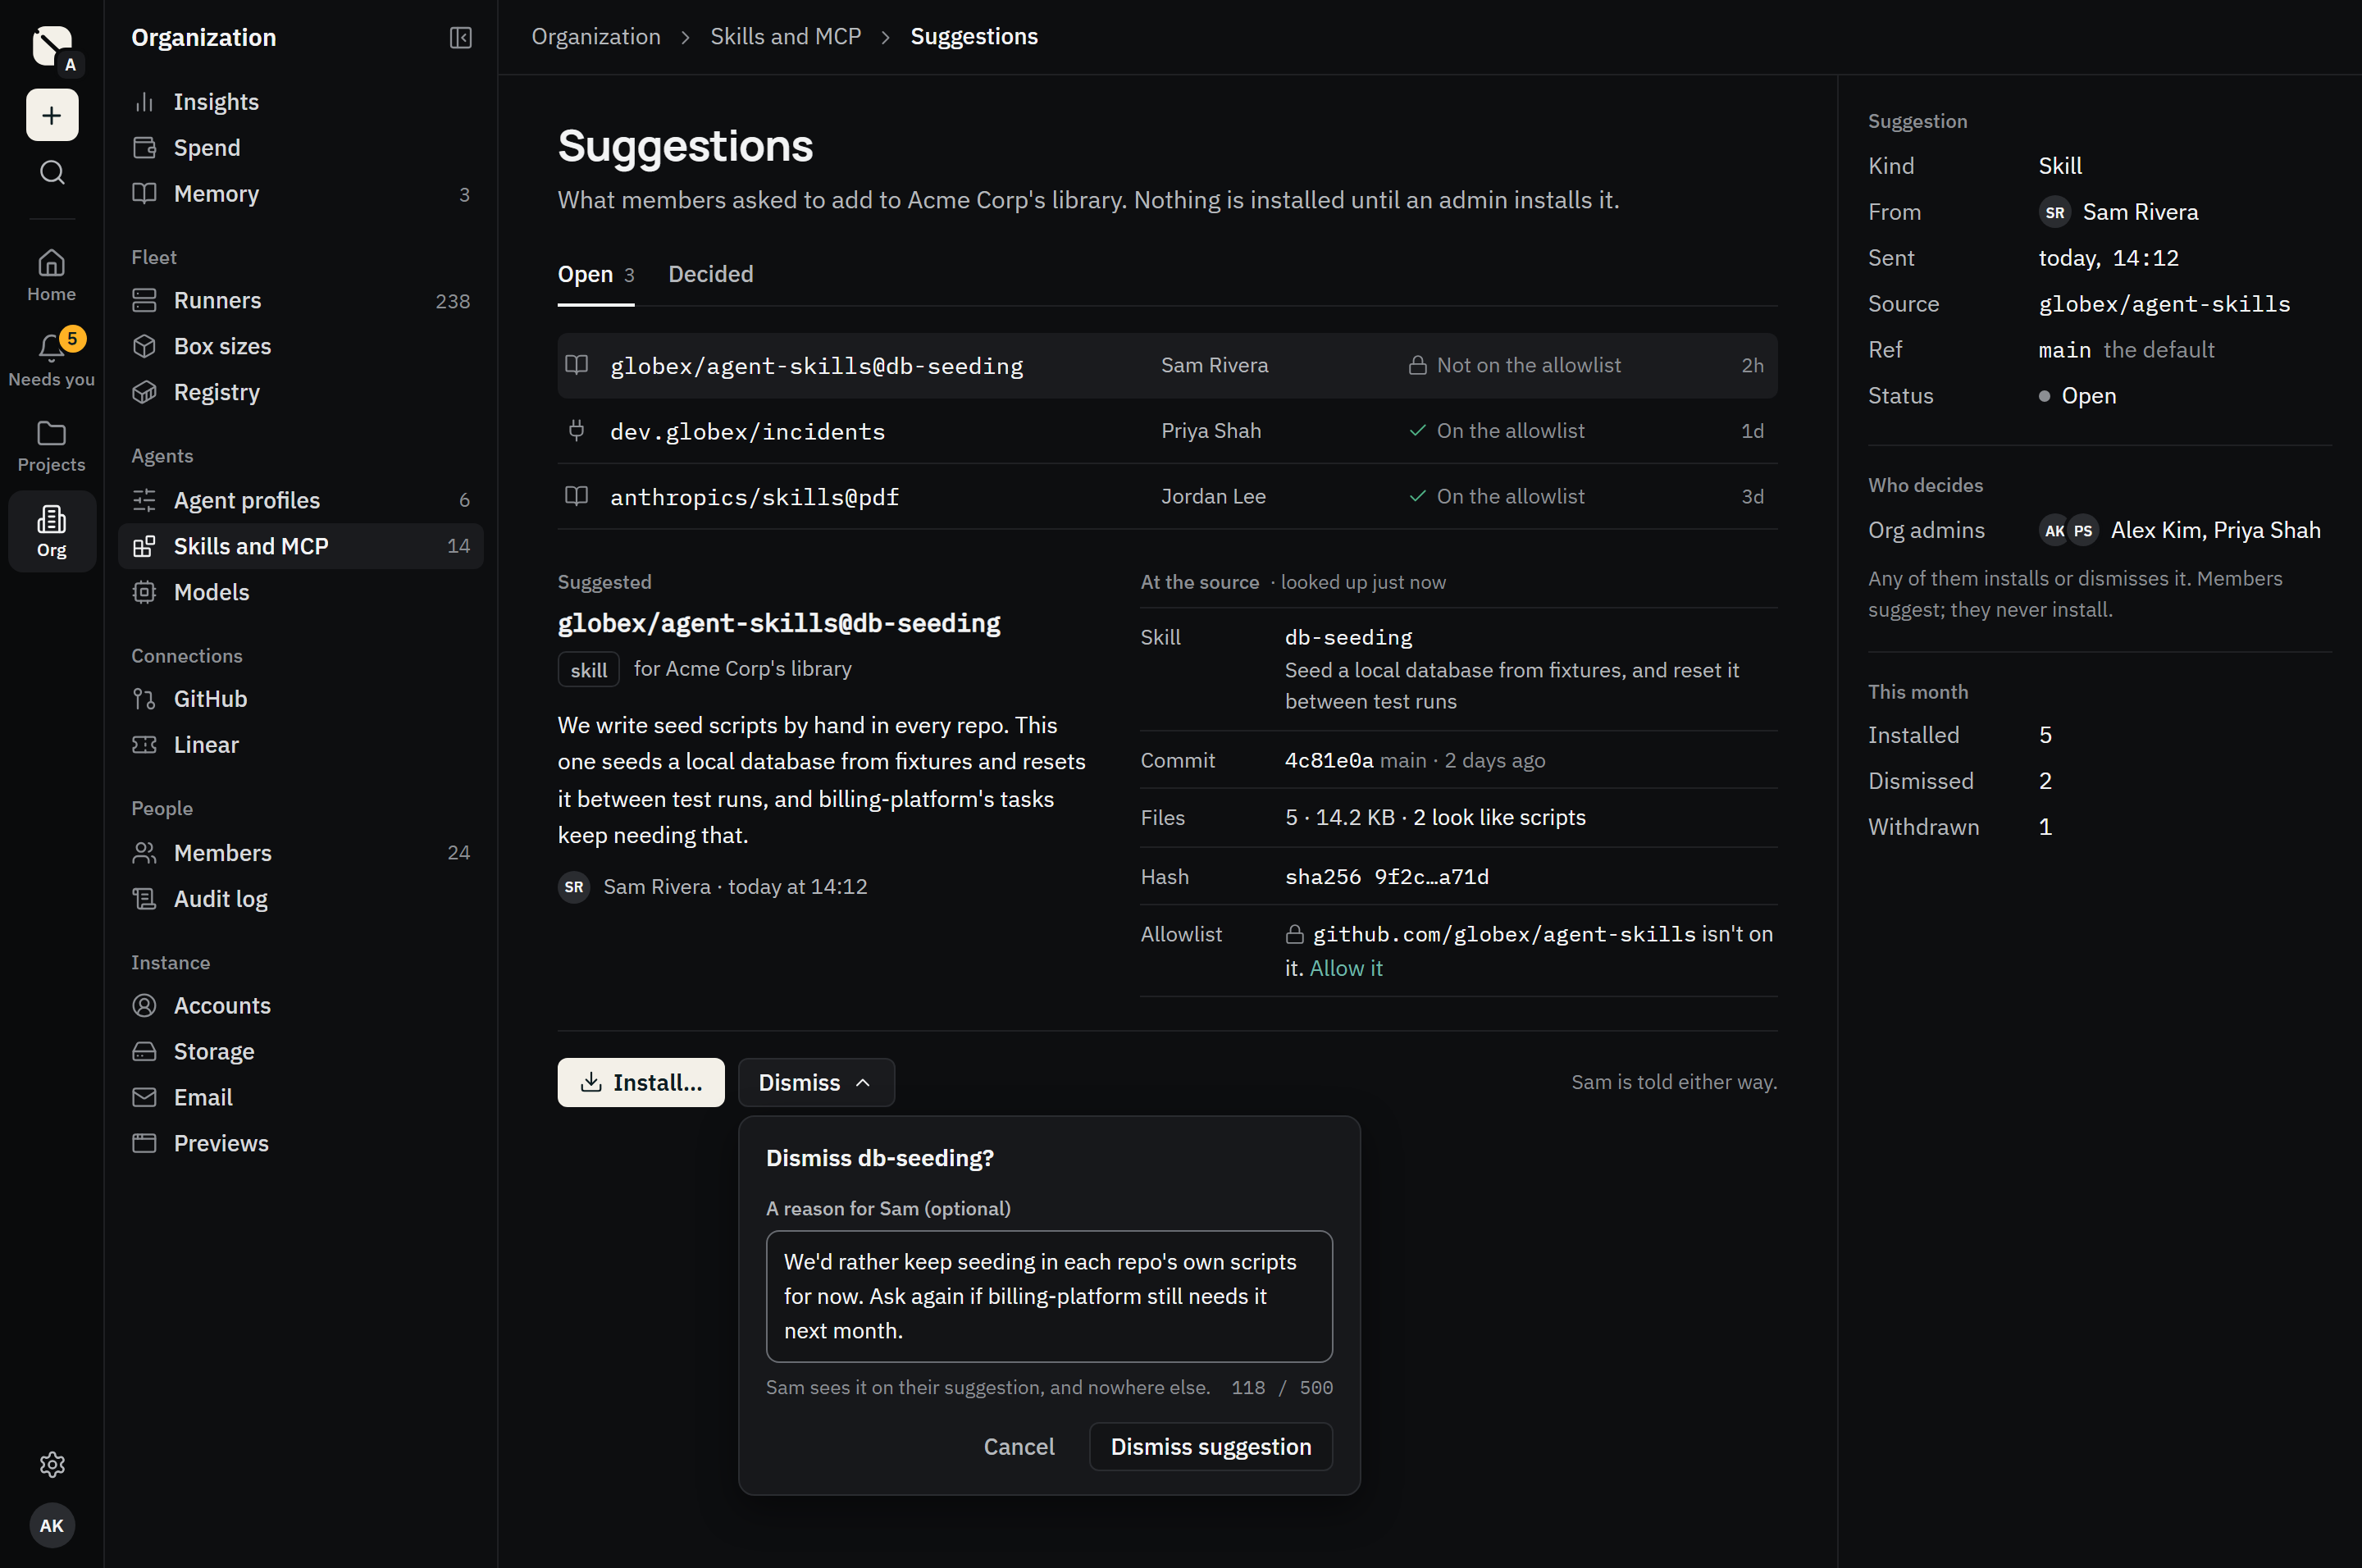 A
Home
5
Needs you
Projects
Org
AK
Organization
Insights
Spend
Memory 3
Fleet
Runners 238
Box sizes
Registry
Agents
Agent profiles 6
Skills and MCP 14
Models
Connections
GitHub
Linear
People
Members 24
Audit log
Instance
Accounts
Storage
Email
Previews
Organization > Skills and MCP > Suggestions
Suggestions
What members asked to add to Acme Corp's library. Nothing is installed until an admin installs it.
Open 3 Decided
globex/agent-skills@db-seeding Sam Rivera Not on the allowlist 2h
dev.globex/incidents Priya Shah On the allowlist 1d
anthropics/skills@pdf Jordan Lee On the allowlist 3d
Suggested
globex/agent-skills@db-seeding
skill for Acme Corp's library
We write seed scripts by hand in every repo. This
one seeds a local database from fixtures and resets
it between test runs, and billing-platform's tasks
keep needing that.
SR Sam Rivera · today at 14:12
At the source · looked up just now
Skill db-seeding
Seed a local database from fixtures, and reset it
between test runs
Commit 4c81e0a main · 2 days ago
Files 5 · 14.2 KB · 2 look like scripts
Hash sha256 9f2c…a71d
Allowlist github.com/globex/agent-skills isn't on
it. Allow it
Install... Dismiss
Sam is told either way.
Dismiss db-seeding?
A reason for Sam (optional)
We'd rather keep seeding in each repo's own scripts
for now. Ask again if billing-platform still needs it
next month.
Sam sees it on their suggestion, and nowhere else. 118 / 500
Cancel Dismiss suggestion
Suggestion
Kind Skill
From SR Sam Rivera
Sent today, 14:12
Source globex/agent-skills
Ref main the default
Status Open
Who decides
Org admins AK PS Alex Kim, Priya Shah
Any of them installs or dismisses it. Members
suggest; they never install.
This month
Installed 5
Dismissed 2
Withdrawn 1